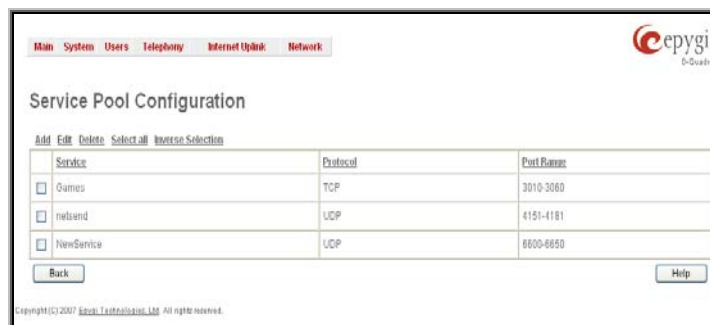 Main System Users Telephony Internet Uplink Network
epygi
Service Pool Configuration
Add Edit Delete Select all Inverse Selection
Service Protocol Port Range
Games TCP 3010-3060
netsend UDP 4151-4181
NewService UDP 6600-6650
Back Help
Copyright (C) 2007 Epygi Technologies, Ltd. All rights reserved.